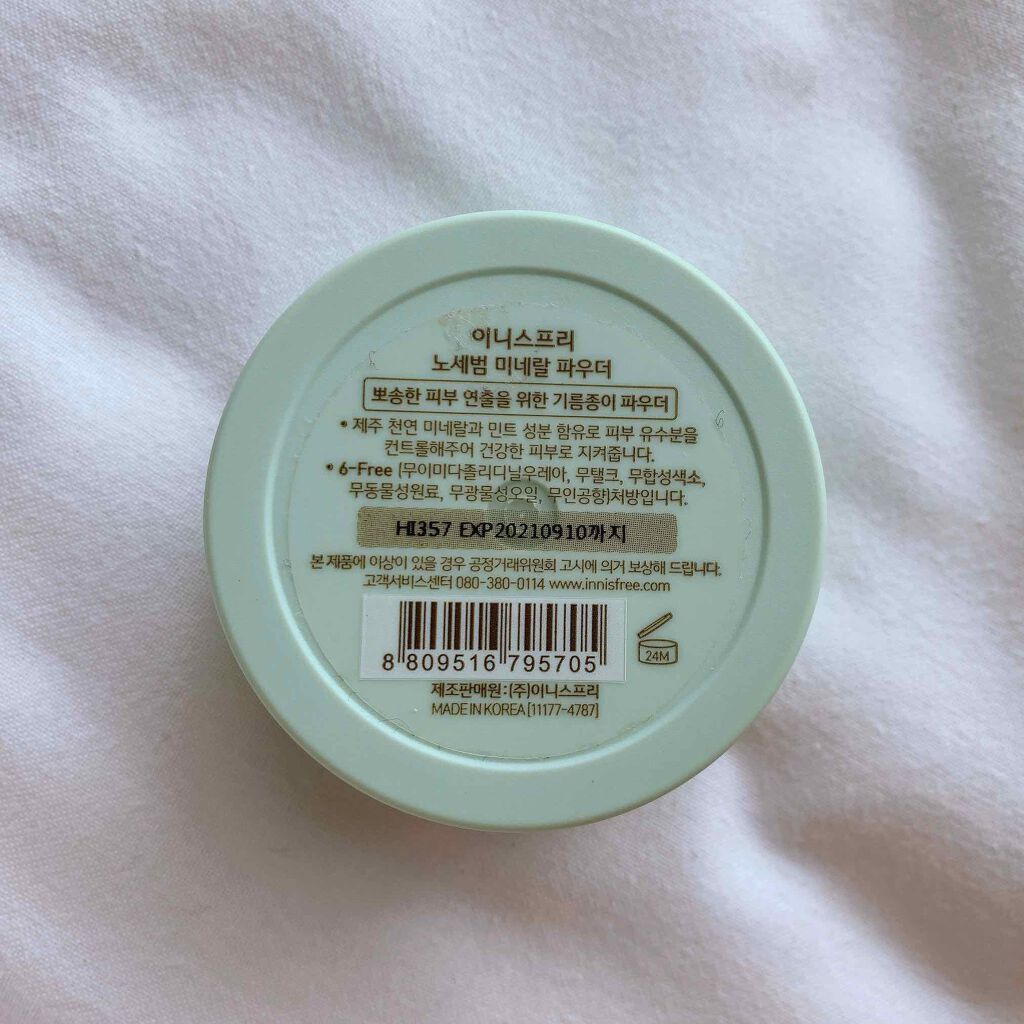 이니스프리
노세범 미네랄 파우더
뽀송한 피부 연출을 위한 기름종이 파우더
• 제주 천연 미네랄과 민트 성분 함유로 피부 유수분을
컨트롤해주어 건강한 피부로 지켜줍니다.
• 6-Free (무이미다졸리디닐우레아, 무탤크, 무합성색소,
무동물성원료, 무광물성오일, 무인공향)처방입니다.
HI357 EXP20210910까지
본 제품에 이상이 있을 경우 공정거래위원회 고시에 의거 보상해 드립니다.
고객서비스센터 080-380-0114 www.innisfree.com
8 809516 795705
24M
제조판매원:(주)이니스프리
MADE IN KOREA [11177-4787]